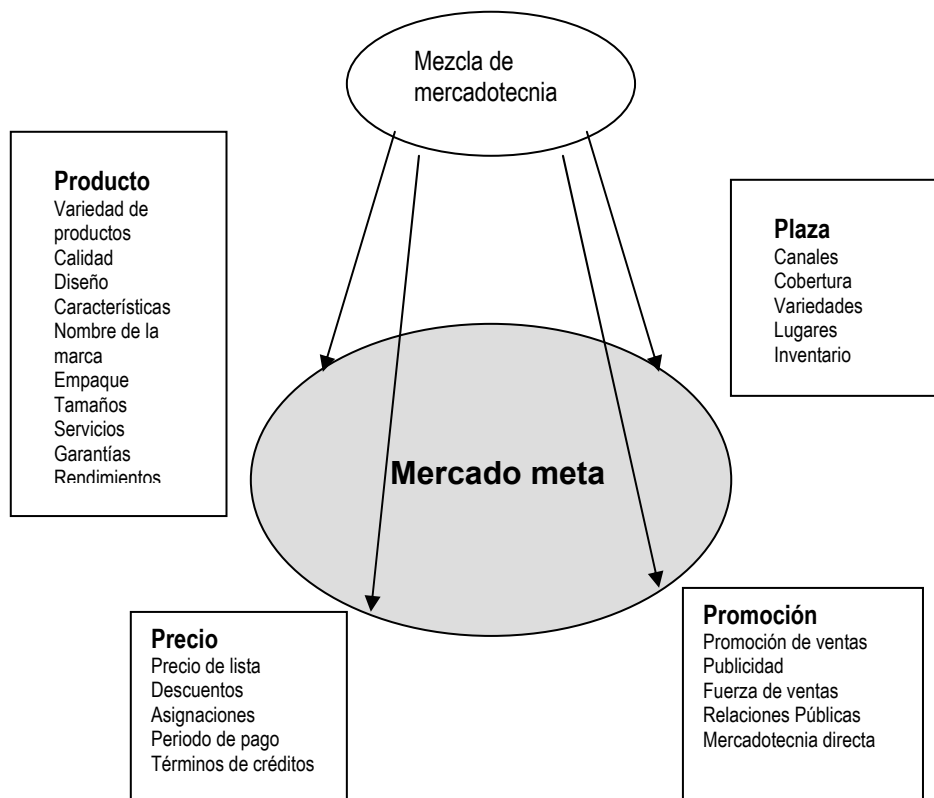 Mezcla de
mercadotecnia
Producto
Variedad de
productos
Calidad
Diseño
Características
Nombre de la
marca
Empaque
Tamaños
Servicios
Garantías
Rendimientos
Plaza
Canales
Cobertura
Variedades
Lugares
Inventario
Mercado meta
Precio
Precio de lista
Descuentos
Asignaciones
Periodo de pago
Términos de créditos
Promoción
Promoción de ventas
Publicidad
Fuerza de ventas
Relaciones Públicas
Mercadotecnia directa